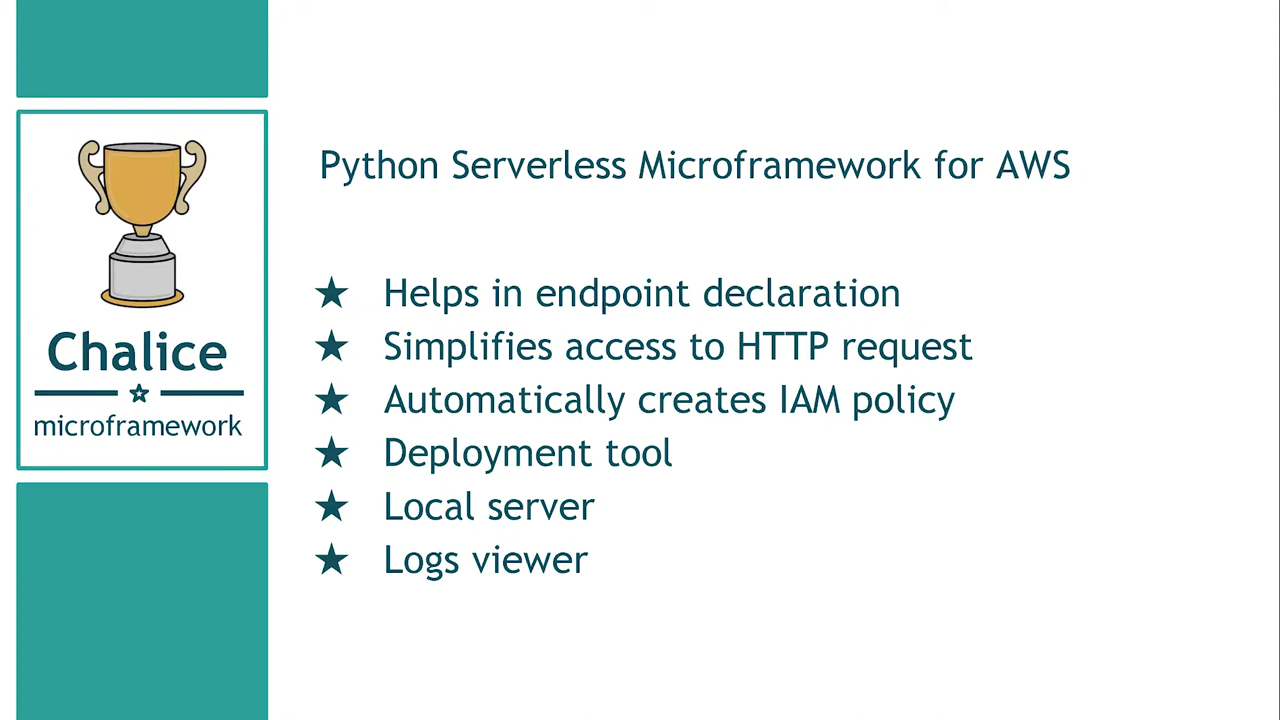 Chalice
microframework
Python Serverless Microframework for AWS
★ Helps in endpoint declaration
★ Simplifies access to HTTP request
★ Automatically creates IAM policy
★ Deployment tool
★ Local server
★ Logs viewer